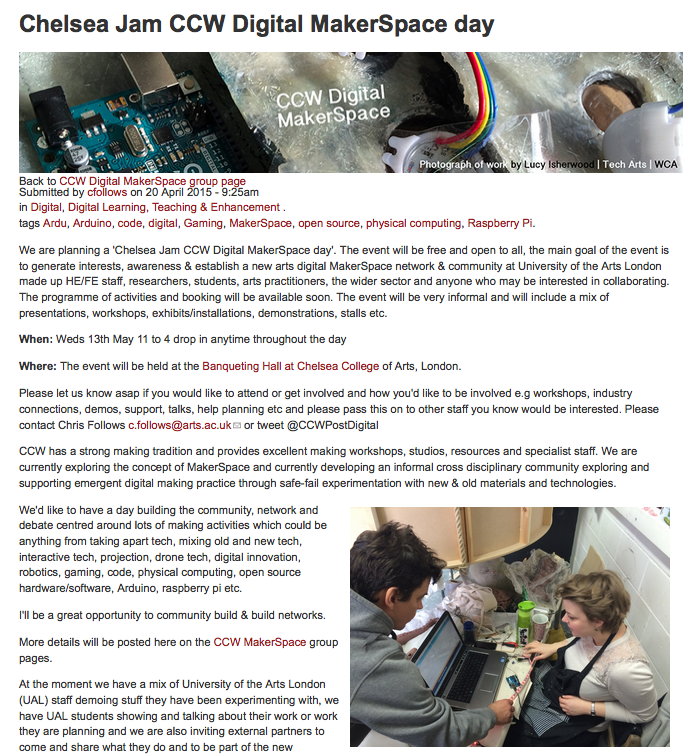 Chelsea Jam CCW Digital MakerSpace day
CCW Digital
MakerSpace
Photograph of work by Lucy Isherwood | Tech Arts | WCA
Back to CCW Digital MakerSpace group page
Submitted by cfollows on 20 April 2015 - 9:25am
in Digital, Digital Learning, Teaching & Enhancement .
tags Ardu, Arduino, code, digital, Gaming, MakerSpace, open source, physical computing, Raspberry Pi.
We are planning a 'Chelsea Jam CCW Digital MakerSpace day'. The event will be free and open to all, the main goal of the event is
to generate interests, awareness & establish a new arts digital MakerSpace network & community at University of the Arts London
made up HE/FE staff, researchers, students, arts practitioners, the wider sector and anyone who may be interested in collaborating.
The programme of activities and booking will be available soon. The event will be very informal and will include a mix of
presentations, workshops, exhibits/installations, demonstrations, stalls etc.
When: Weds 13th May 11 to 4 drop in anytime throughout the day
Where: The event will be held at the Banqueting Hall at Chelsea College of Arts, London.
Please let us know asap if you would like to attend or get involved and how you'd like to be involved e.g workshops, industry
connections, demos, support, talks, help planning etc and please pass this on to other staff you know would be interested. Please
contact Chris Follows c.follows@arts.ac.uk or tweet @CCWPostDigital
CCW has a strong making tradition and provides excellent making workshops, studios, resources and specialist staff. We are
currently exploring the concept of MakerSpace and currently developing an informal cross disciplinary community exploring and
supporting emergent digital making practice through safe-fail experimentation with new & old materials and technologies.
We'd like to have a day building the community, network and
debate centred around lots of making activities which could be
anything from taking apart tech, mixing old and new tech,
interactive tech, projection, drone tech, digital innovation,
robotics, gaming, code, physical computing, open source
hardware/software, Arduino, raspberry pi etc.
I'll be a great opportunity to community build & build networks.
More details will be posted here on the CCW MakerSpace group
pages.
At the moment we have a mix of University of the Arts London
(UAL) staff demoing stuff they have been experimenting with, we
have UAL students showing and talking about their work or work
they are planning and we are also inviting external partners to
come and share what they do and to be part of the new